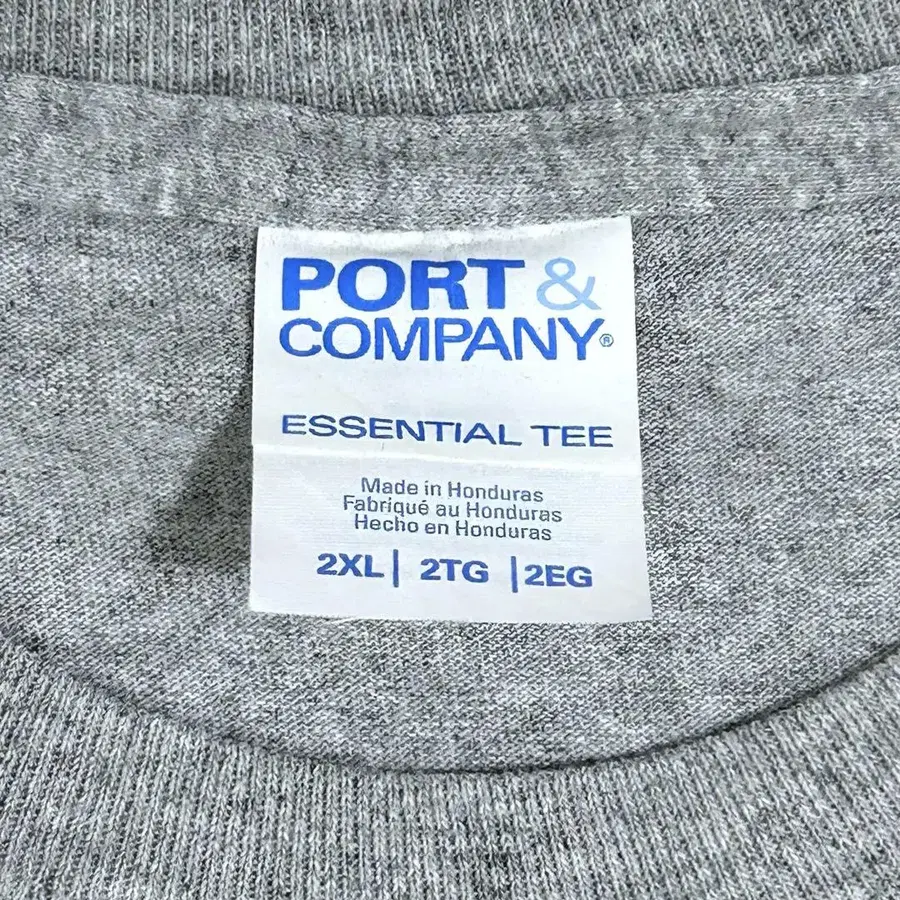 PORT &
COMPANY®
ESSENTIAL TEE
Made in Honduras
Fabriqué au Honduras
Hecho en Honduras
2XL | 2TG | 2EG